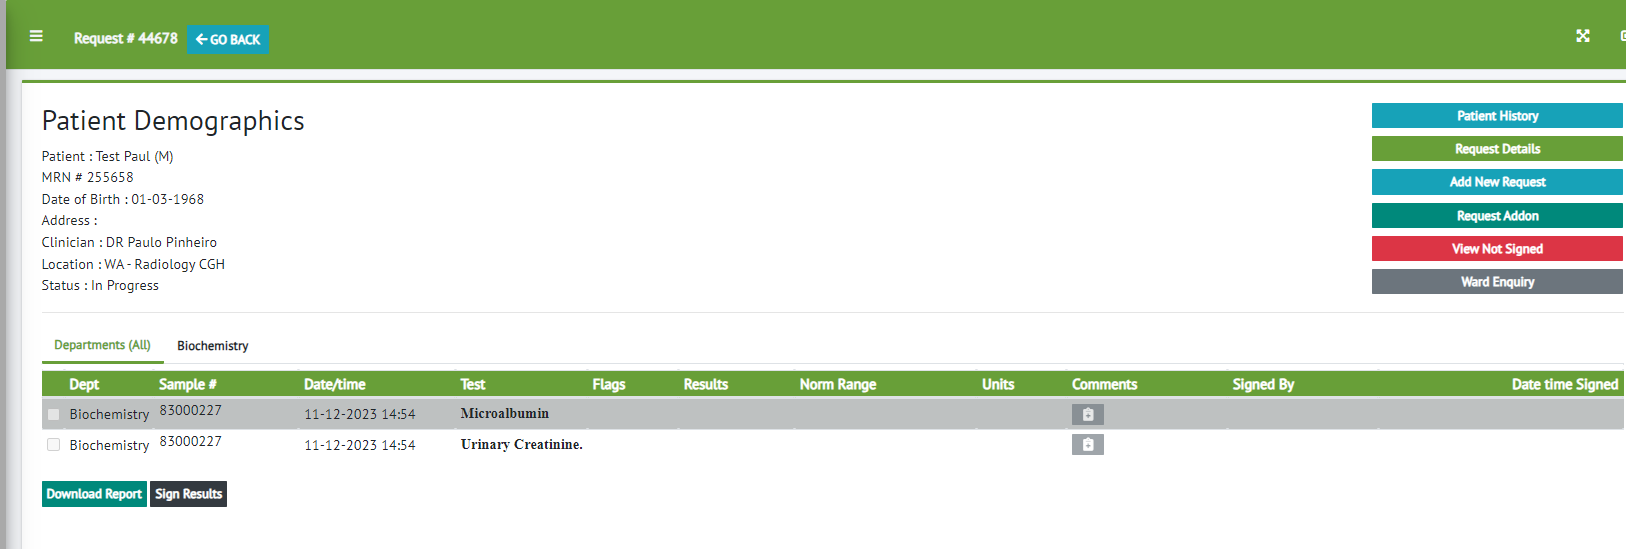 Request # 44678 GO BACK
Patient Demographics
Patient : Test Paul (M)
MRN # 255658
Date of Birth : 01-03-1968
Address :
Clinician : DR Paulo Pinheiro
Location : WA - Radiology CGH
Status : In Progress
Patient History
Request Details
Add New Request
Request Addon
View Not Signed
Ward Enquiry
Departments (All) Biochemistry
Dept Sample # Date/time Test Flags Results Norm Range Units Comments Signed By Date time Signed
Biochemistry 83000227 11-12-2023 14:54 Microalbumin
Biochemistry 83000227 11-12-2023 14:54 Urinary Creatinine.
Download Report Sign Results